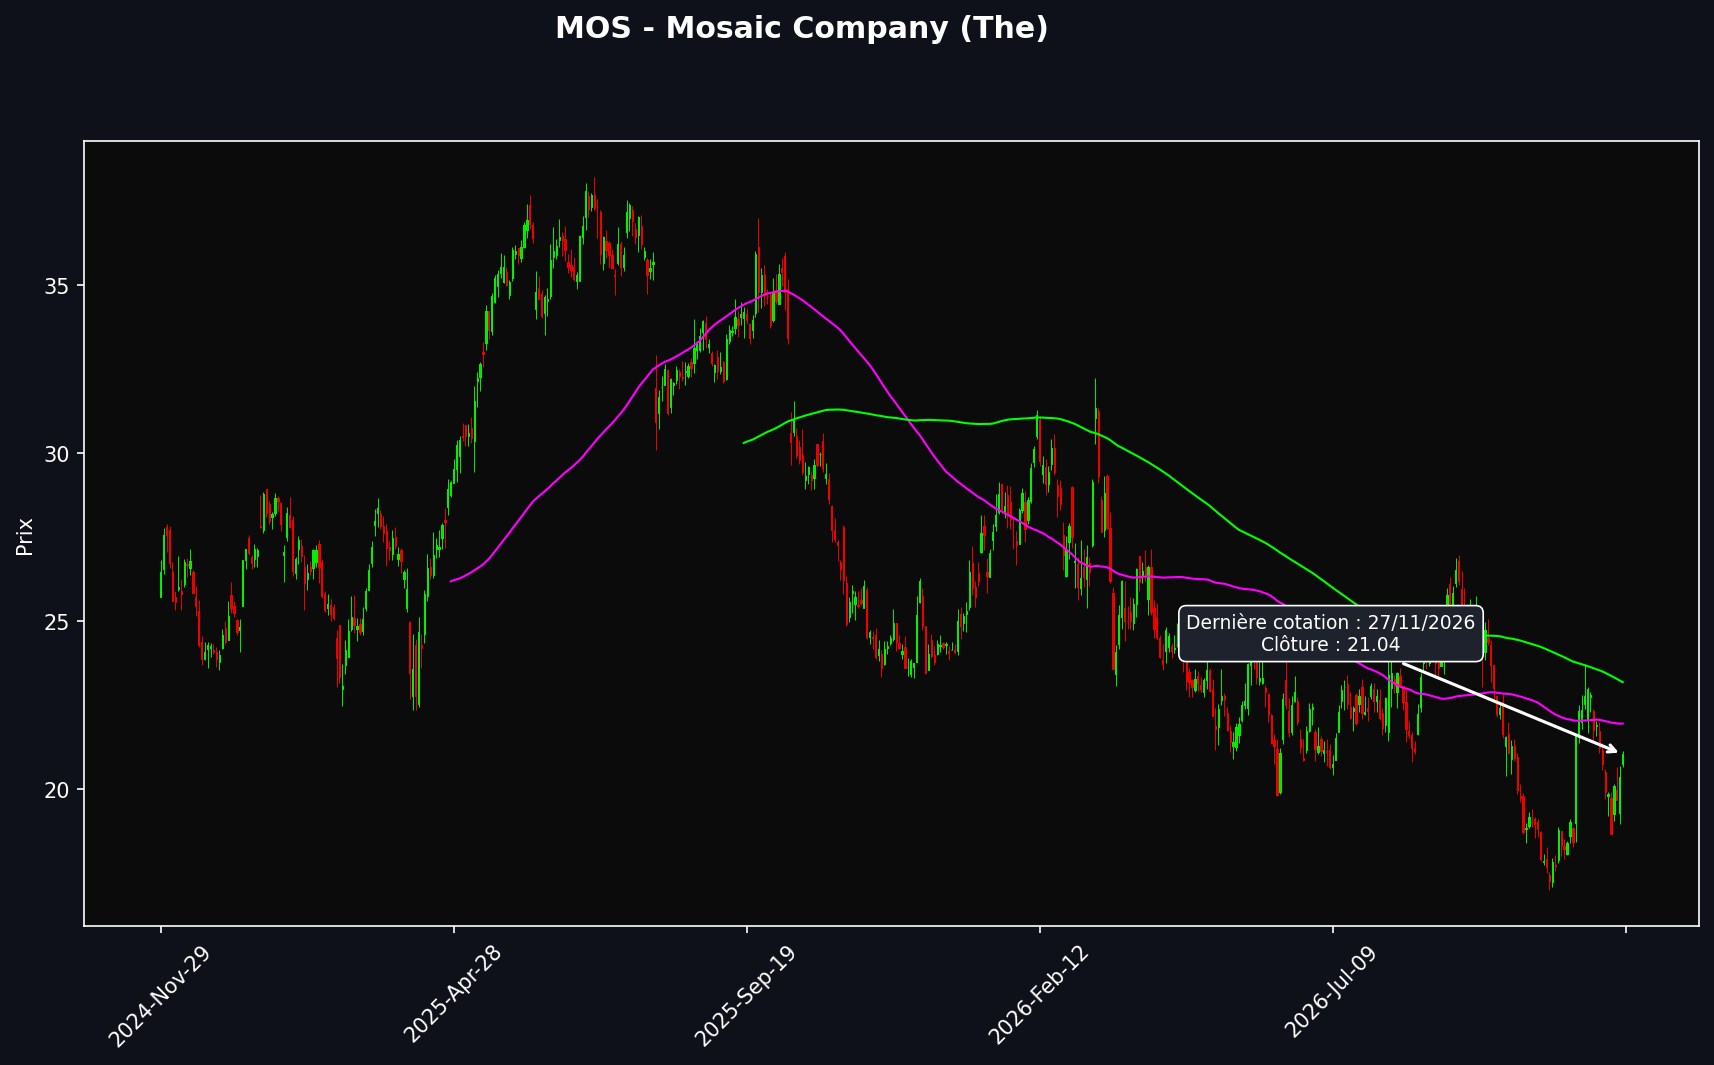 MOS - Mosaic Company (The)
Prix
35
30
25
20
Dernière cotation : 27/11/2026
Clôture : 21.04
2024-Nov-29
2025-Apr-28
2025-Sep-19
2026-Feb-12
2026-Jul-09